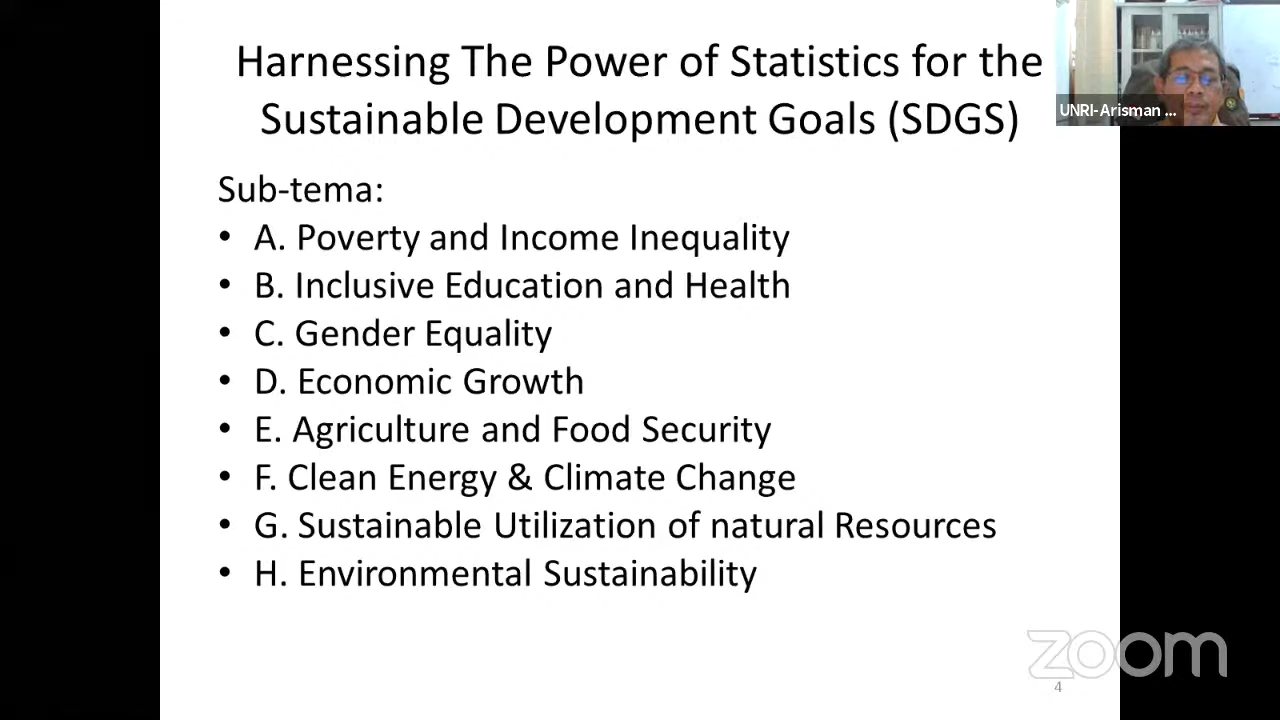 Harnessing The Power of Statistics for the
Sustainable Development Goals (SDGS)
UNRI-Arisman ...
Sub-tema:
• A. Poverty and Income Inequality
• B. Inclusive Education and Health
• C. Gender Equality
• D. Economic Growth
• E. Agriculture and Food Security
• F. Clean Energy & Climate Change
• G. Sustainable Utilization of natural Resources
• H. Environmental Sustainability
zoom
4